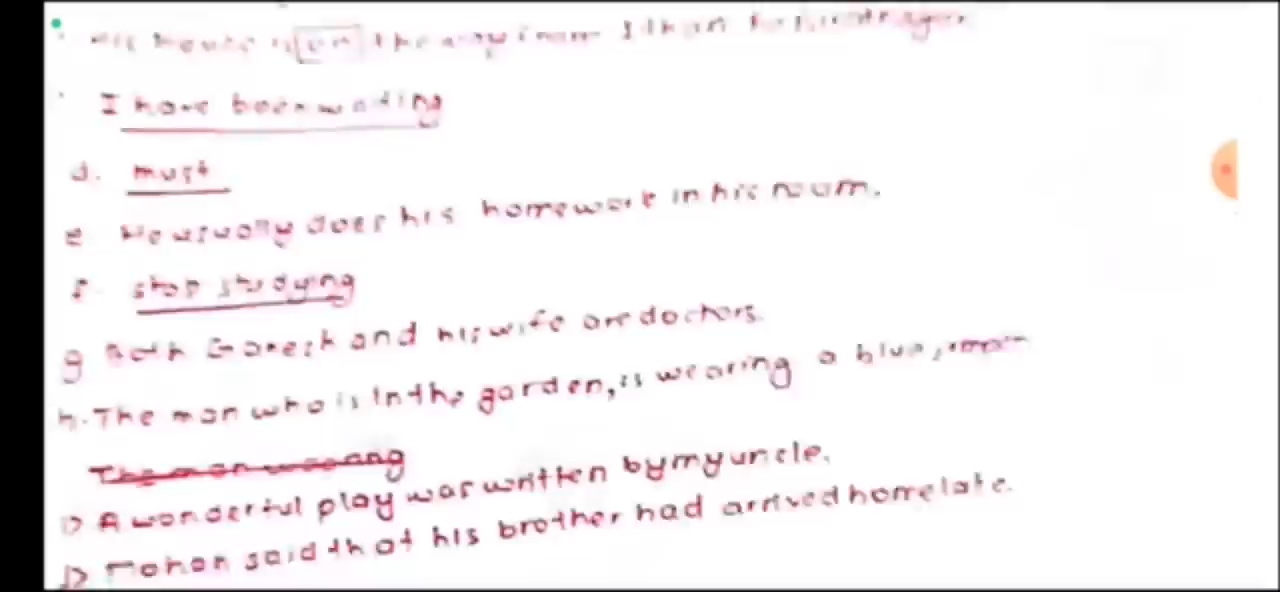 I have been waiting
d. must
e He usually does his homework in his room.
f. stop studying
g Both Ganesh and his wife are doctors.
h. The man who is in the garden, is wearing a blue
The man wearing
i) A wonderful play was written by my uncle.
j) Mohan said that his brother had arrived home late.